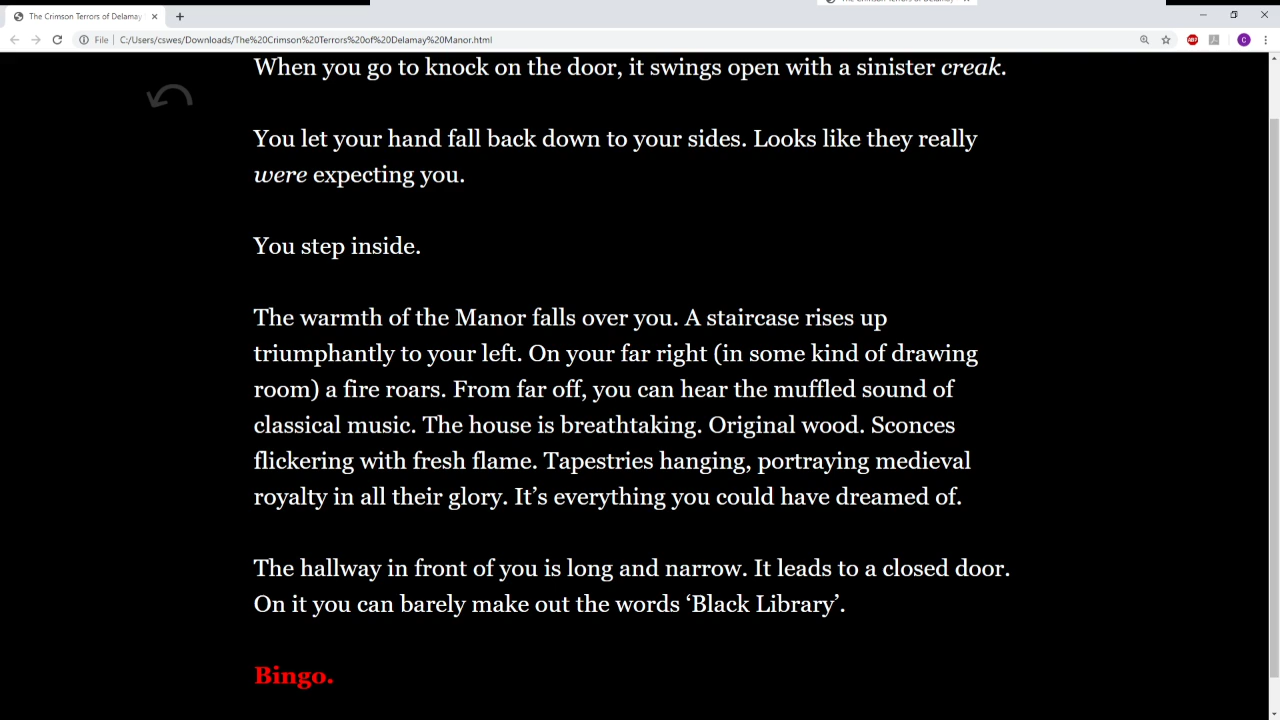 The Crimson Terrors of Delamay
File
C:/Users/cswes/Downloads/The%20Crimson%20Terrors%20of%20Delamay%20Manor.html
ABP
C
When you go to knock on the door, it swings open with a sinister creak.
You let your hand fall back down to your sides. Looks like they really
were expecting you.
You step inside.
The warmth of the Manor falls over you. A staircase rises up
triumphantly to your left. On your far right (in some kind of drawing
room) a fire roars. From far off, you can hear the muffled sound of
classical music. The house is breathtaking. Original wood. Sconces
flickering with fresh flame. Tapestries hanging, portraying medieval
royalty in all their glory. It’s everything you could have dreamed of.
The hallway in front of you is long and narrow. It leads to a closed door.
On it you can barely make out the words ‘Black Library’.
Bingo.